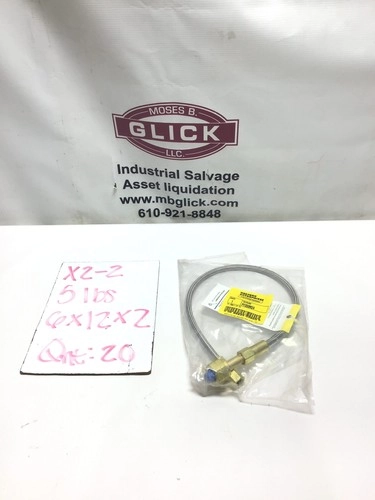 MOSES B.
GLICK
LLC.
Industrial Salvage
Asset liquidation
www.mbglick.com
610-921-8848
X2-2
5 lbs
6x12x2
Qnt: 20